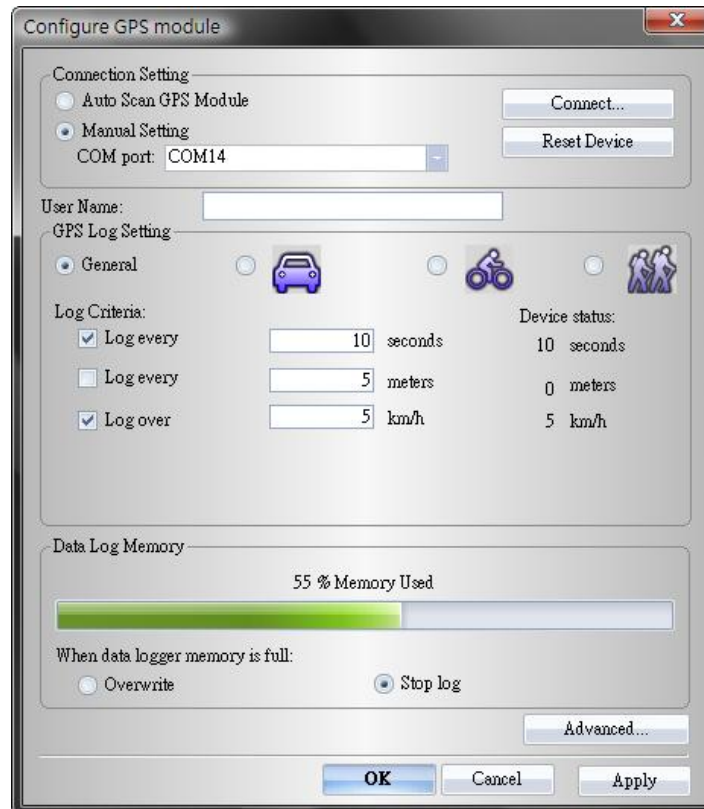 Configure GPS module
Connection Setting
Auto Scan GPS Module
Connect...
Manual Setting
Reset Device
COM port: COM14
User Name:
GPS Log Setting
General
Log Criteria:
Device status:
Log every 10 seconds
10 seconds
Log every 5 meters
0 meters
Log over 5 km/h
5 km/h
Data Log Memory
55 % Memory Used
When data logger memory is full:
Overwrite
Stop log
Advanced...
OK
Cancel
Apply